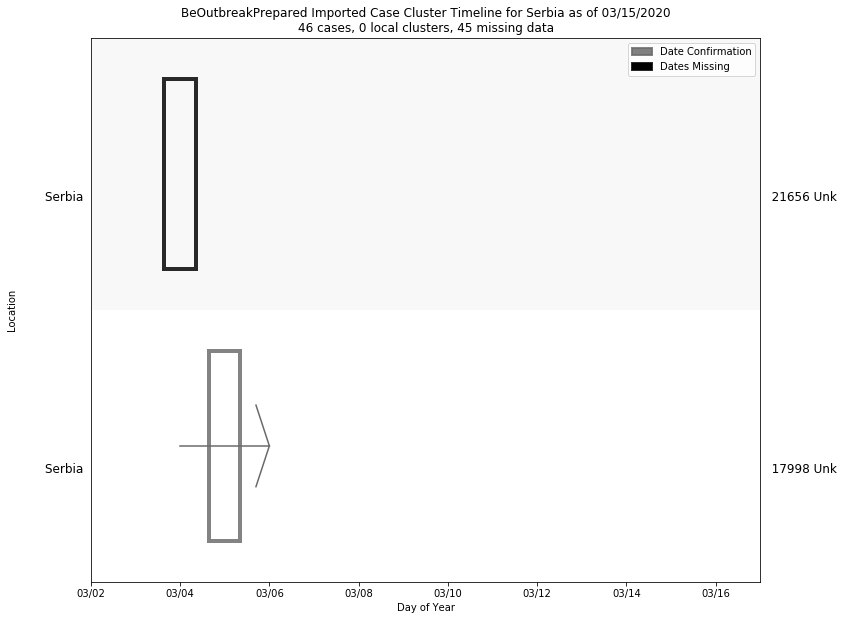 BeOutbreakPrepared Imported Case Cluster Timeline for Serbia as of 03/15/2020
46 cases, 0 local clusters, 45 missing data
Date Confirmation
Dates Missing
Serbia
21656 Unk
Location
Serbia
17998 Unk
03/02 03/04 03/06 03/08 03/10 03/12 03/14 03/16
Day of Year